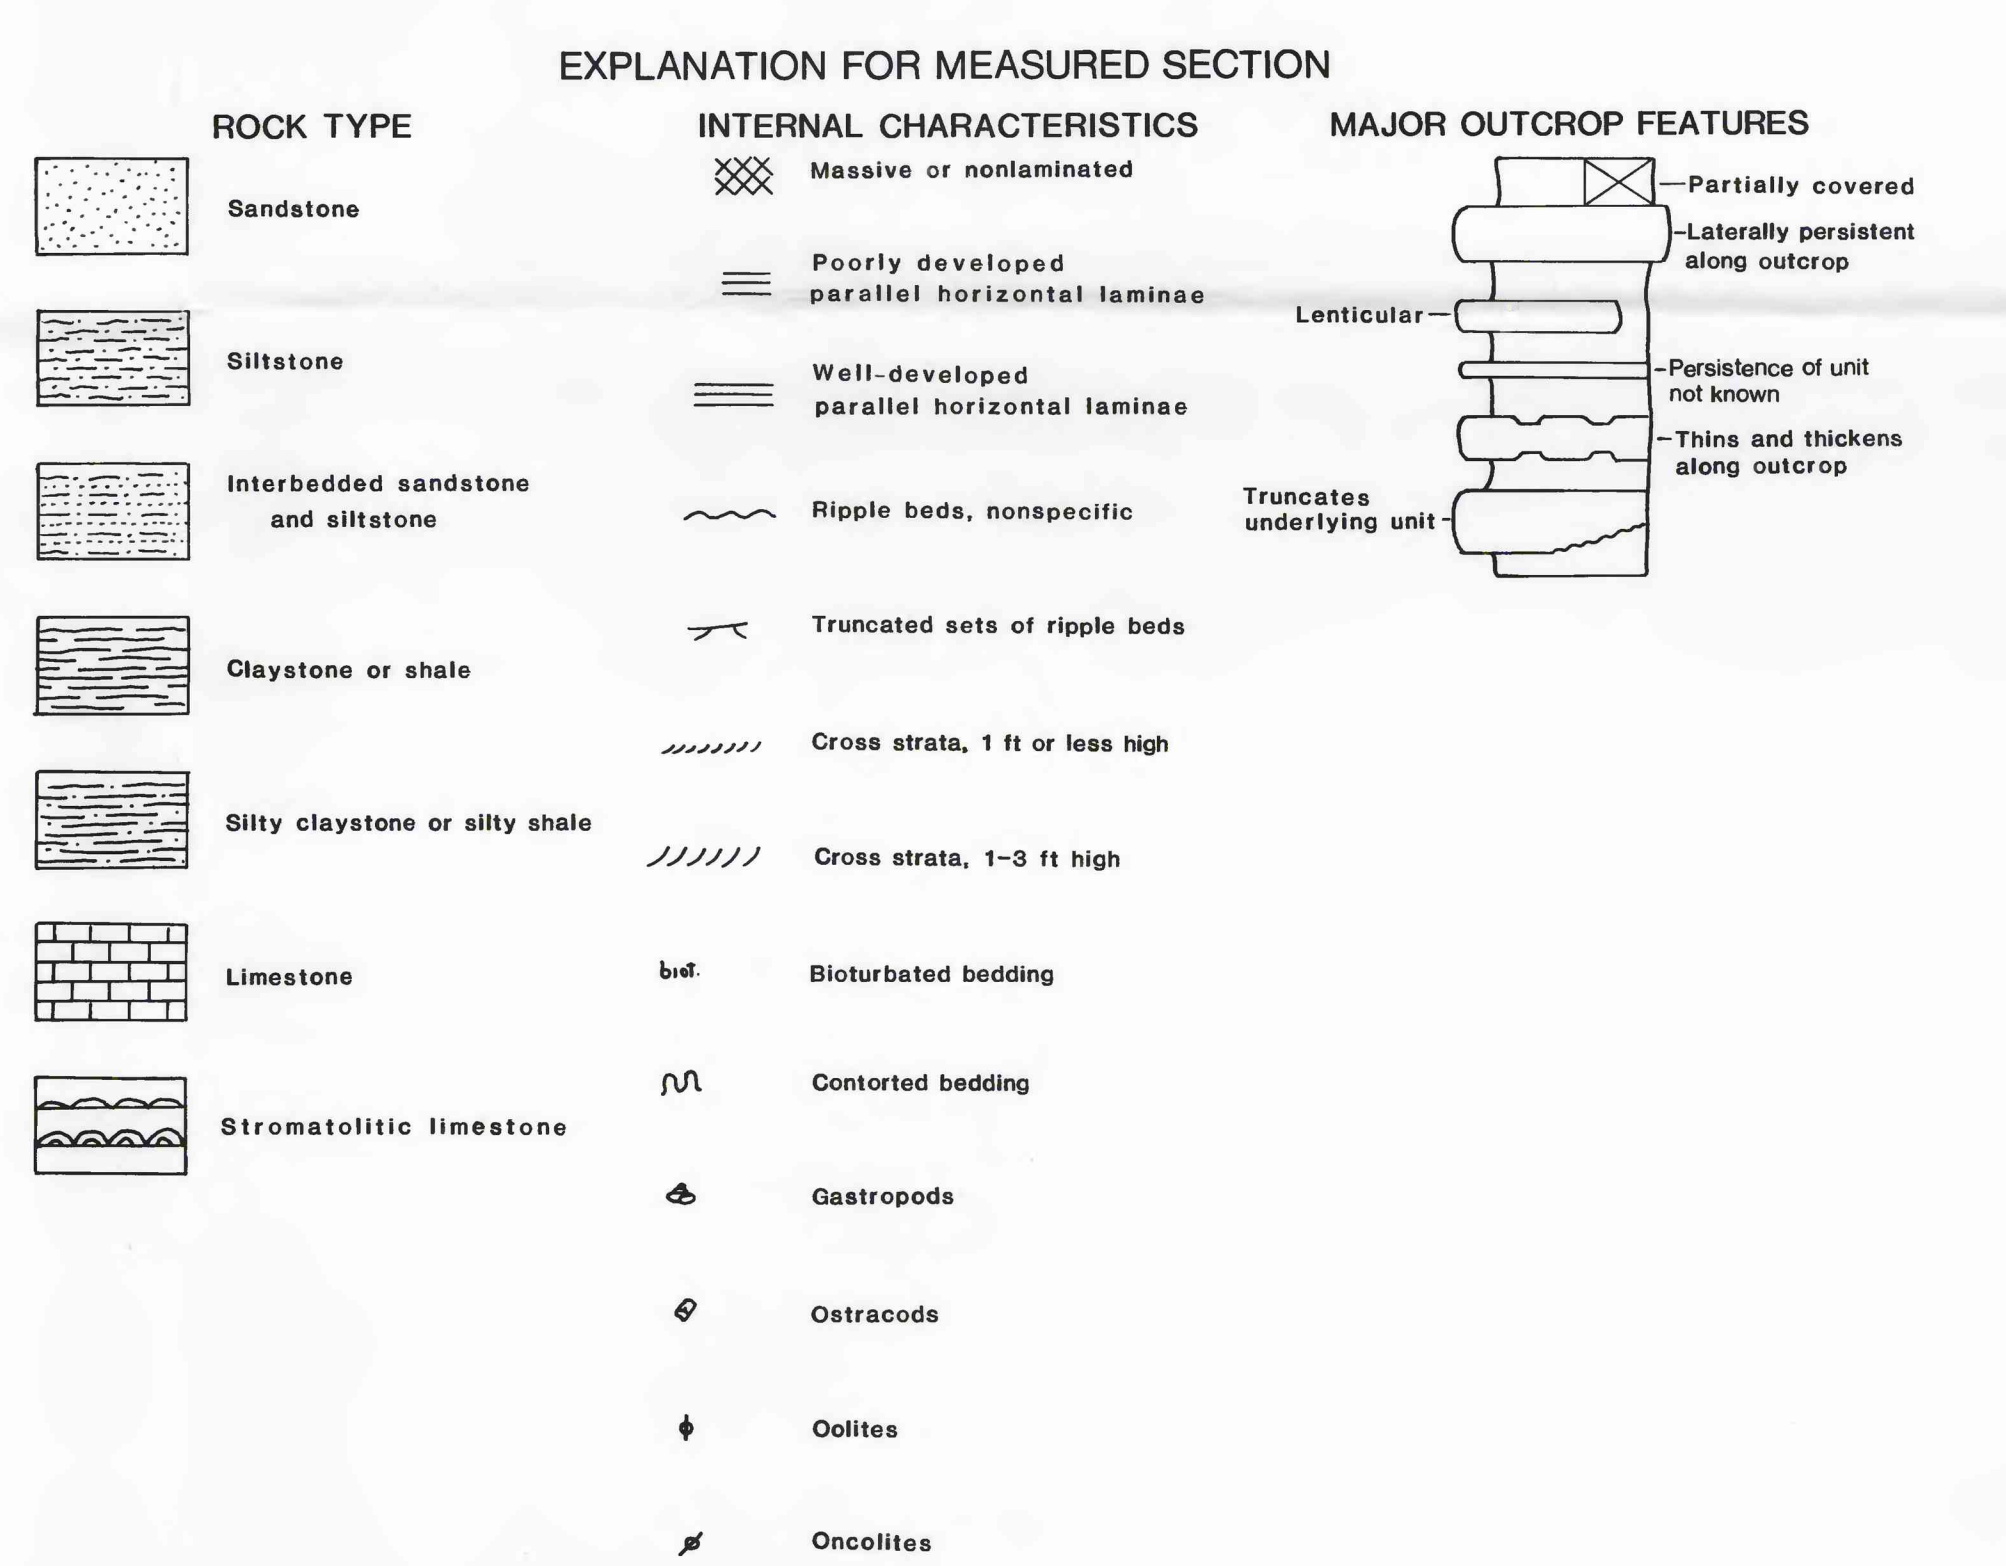 EXPLANATION FOR MEASURED SECTION
ROCK TYPE
Sandstone
Siltstone
Interbedded sandstone
and siltstone
Claystone or shale
Silty claystone or silty shale
Limestone
Stromatolitic limestone
INTERNAL CHARACTERISTICS
Massive or nonlaminated
Poorly developed
parallel horizontal laminae
Well-developed
parallel horizontal laminae
Ripple beds, nonspecific
Truncated sets of ripple beds
Cross strata, 1 ft or less high
Cross strata, 1-3 ft high
biot. Bioturbated bedding
Contorted bedding
Gastropods
Ostracods
Oolites
Oncolites
MAJOR OUTCROP FEATURES
Partially covered
Laterally persistent
along outcrop
Lenticular
Persistence of unit
not known
Thins and thickens
along outcrop
Truncates
underlying unit